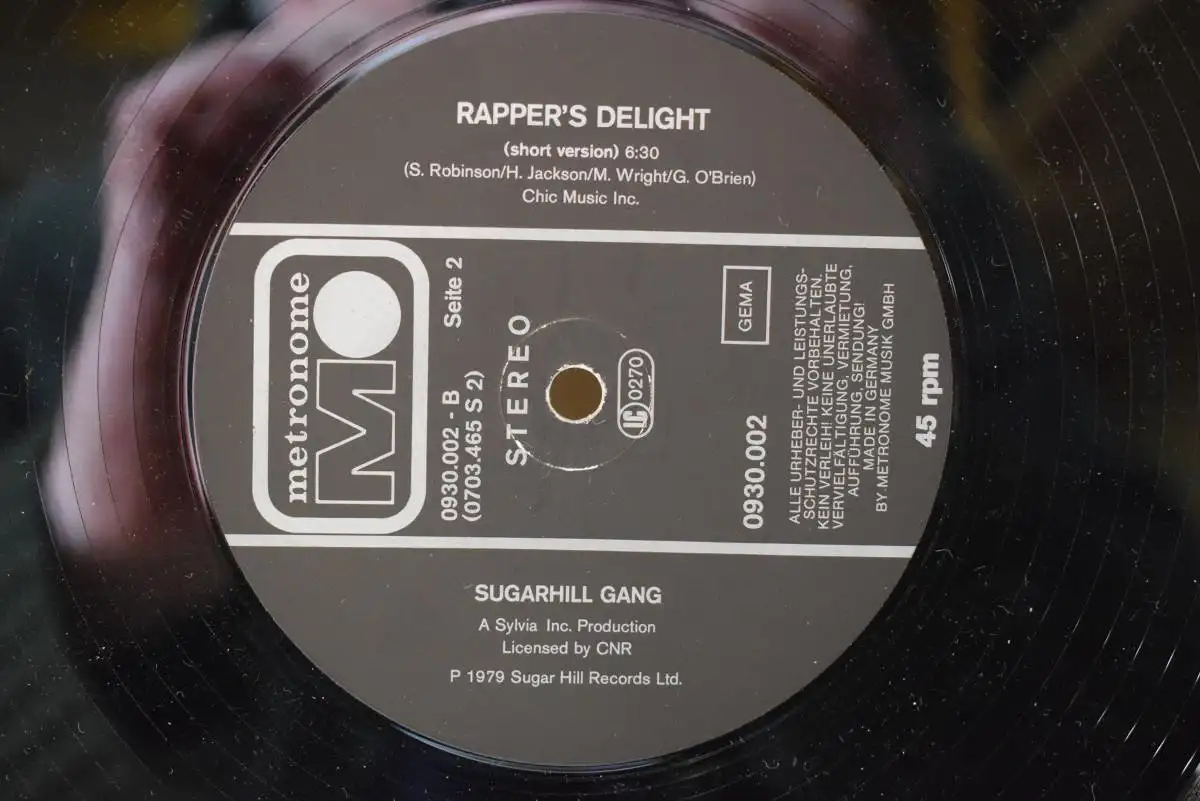 RAPPER'S DELIGHT
(short version) 6:30
(S. Robinson/H. Jackson/M. Wright/G. O'Brien)
Chic Music Inc.
metronome
M
0930.002 - B
Seite 2
(0703.465 S 2)
STEREO
LC 0270
GEMA
0930.002
ALLE URHEBER- UND LEISTUNGS-
SCHUTZRECHTE VORBEHALTEN.
KEIN VERLEIH! KEINE UNERLAUBTE
VERVIELFÄLTIGUNG, VERMIETUNG,
AUFFÜHRUNG, SENDUNG!
MADE IN GERMANY
BY METRONOME MUSIK GMBH
45 rpm
SUGARHILL GANG
A Sylvia Inc. Production
Licensed by CNR
P 1979 Sugar Hill Records Ltd.